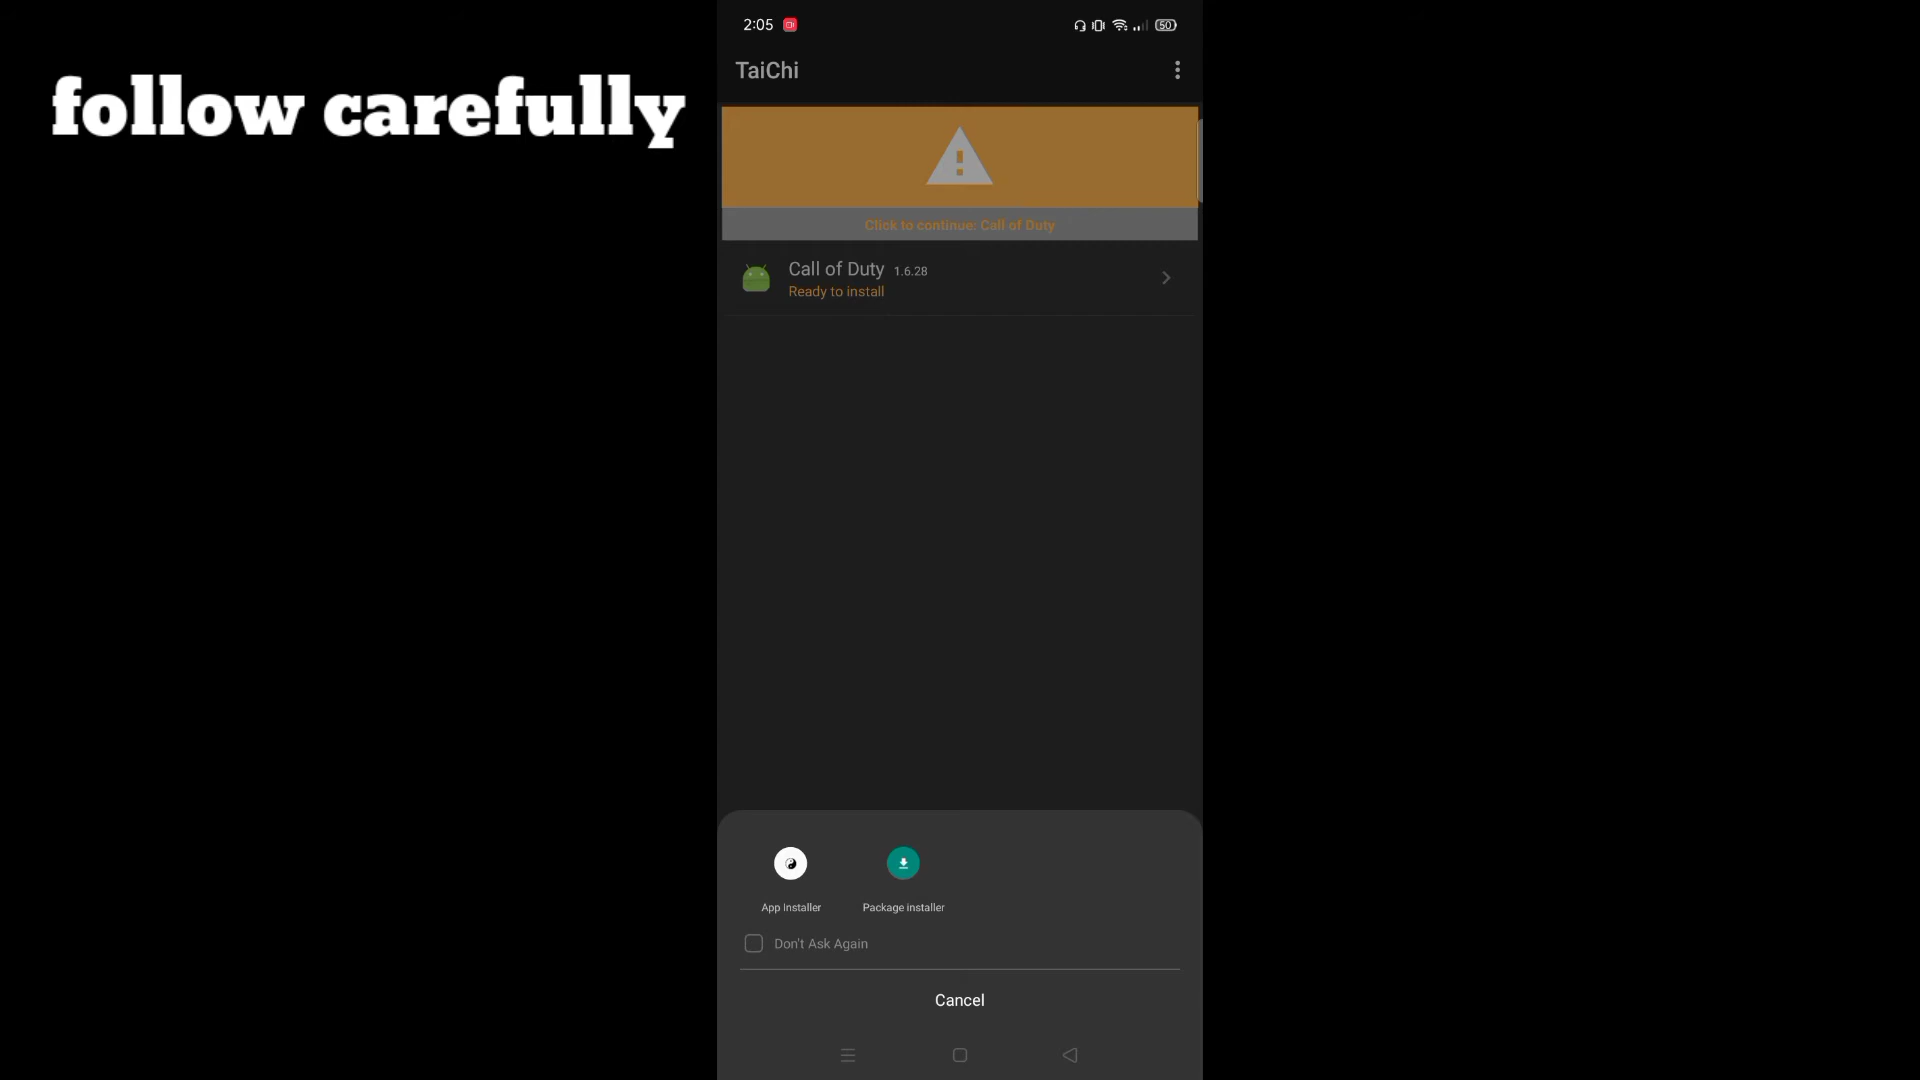 follow carefully
2:05
50
TaiChi
Click to continue: Call of Duty
Call of Duty 1.6.28
Ready to install
App Installer
Package installer
Don't Ask Again
Cancel